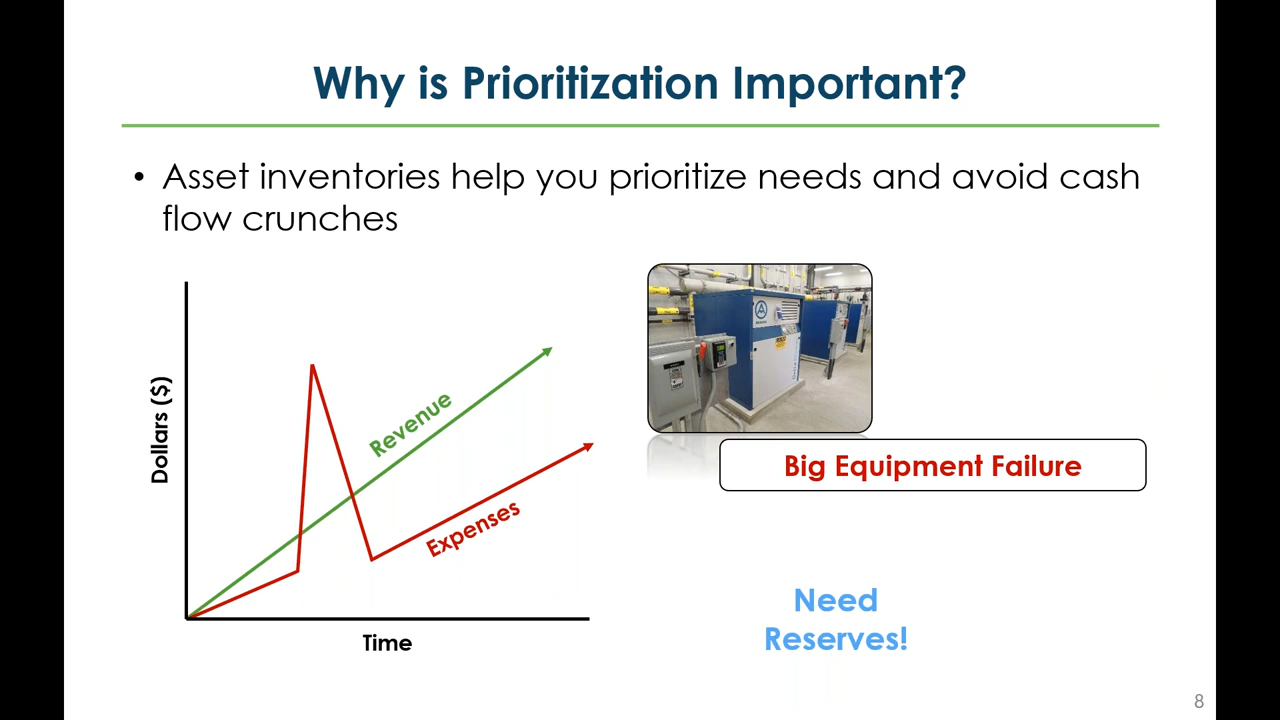 Why is Prioritization Important?
• Asset inventories help you prioritize needs and avoid cash
flow crunches
Dollars ($)
Revenue
Expenses
Time
Big Equipment Failure
Need
Reserves!
8